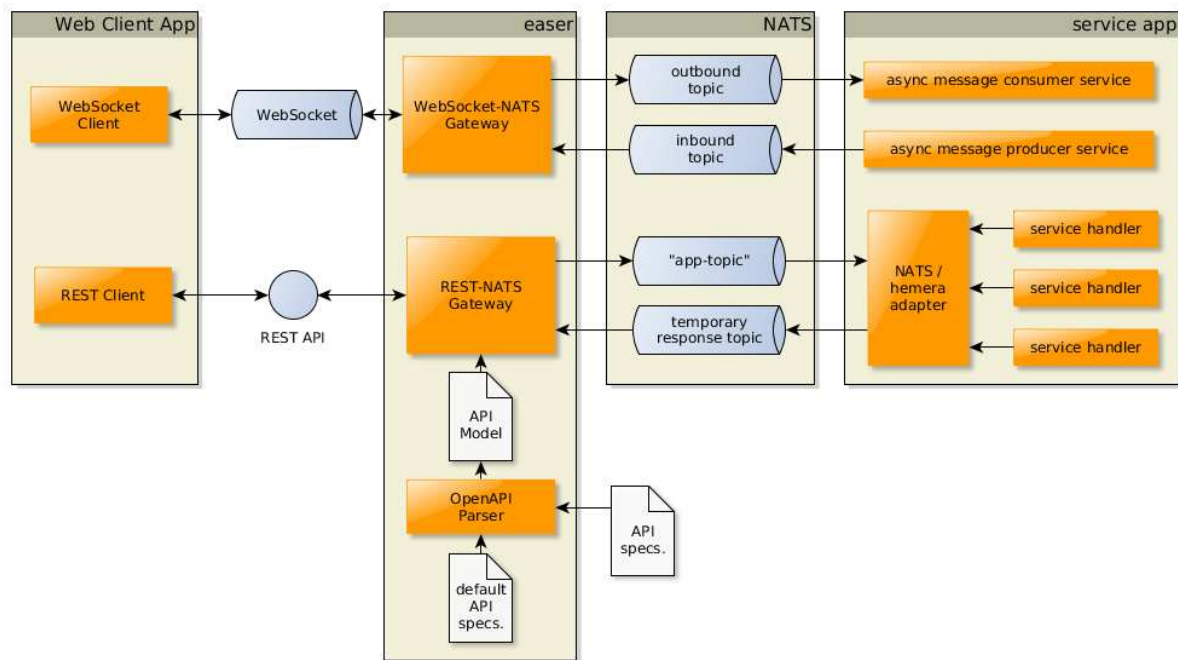 Web Client App
easer
NATS
service app
WebSocket
Client
WebSocket
WebSocket-NATS
Gateway
outbound
topic
async message consumer service
inbound
topic
async message producer service
REST Client
REST API
REST-NATS
Gateway
"app-topic"
temporary
response topic
NATS /
hemera
adapter
service handler
service handler
service handler
API
Model
OpenAPI
Parser
API
specs.
default
API
specs.